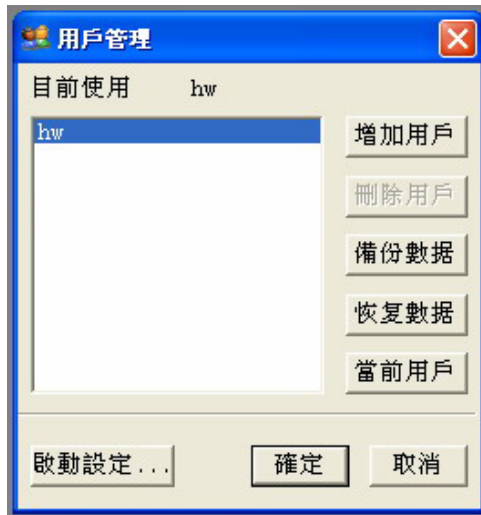 用戶管理
目前使用 hw
hw
增加用戶
刪除用戶
備份數据
恢复數据
當前用戶
啟動設定...
確定
取消